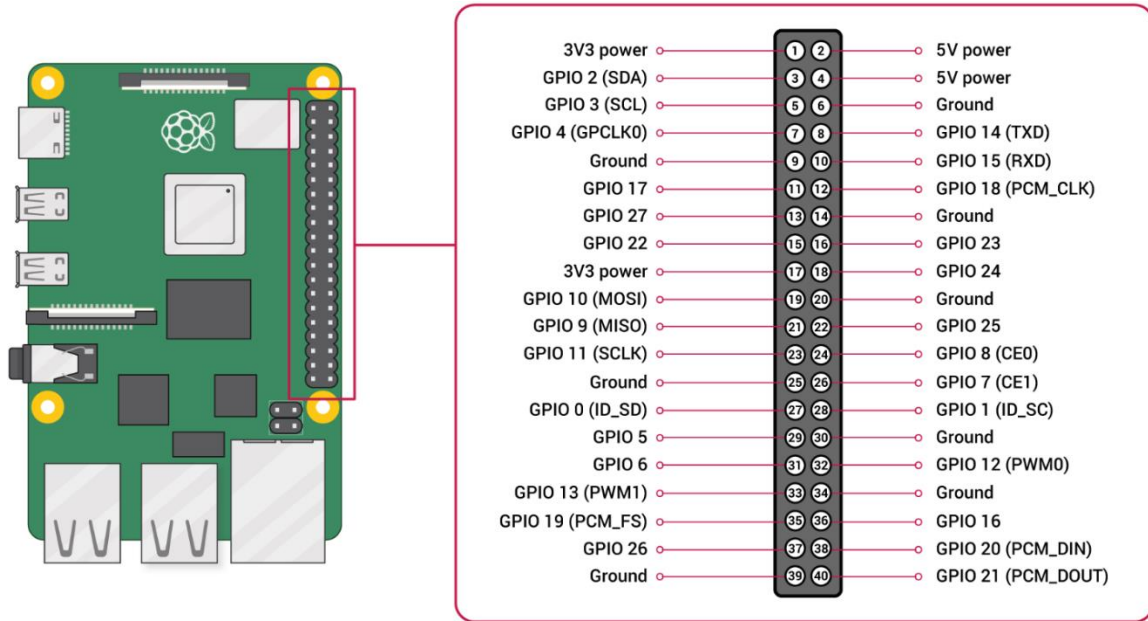 3V3 power 1 2 5V power
GPIO 2 (SDA) 3 4 5V power
GPIO 3 (SCL) 5 6 Ground
GPIO 4 (GPCLK0) 7 8 GPIO 14 (TXD)
Ground 9 10 GPIO 15 (RXD)
GPIO 17 11 12 GPIO 18 (PCM_CLK)
GPIO 27 13 14 Ground
GPIO 22 15 16 GPIO 23
3V3 power 17 18 GPIO 24
GPIO 10 (MOSI) 19 20 Ground
GPIO 9 (MISO) 21 22 GPIO 25
GPIO 11 (SCLK) 23 24 GPIO 8 (CE0)
Ground 25 26 GPIO 7 (CE1)
GPIO 0 (ID_SD) 27 28 GPIO 1 (ID_SC)
GPIO 5 29 30 Ground
GPIO 6 31 32 GPIO 12 (PWM0)
GPIO 13 (PWM1) 33 34 Ground
GPIO 19 (PCM_FS) 35 36 GPIO 16
GPIO 26 37 38 GPIO 20 (PCM_DIN)
Ground 39 40 GPIO 21 (PCM_DOUT)